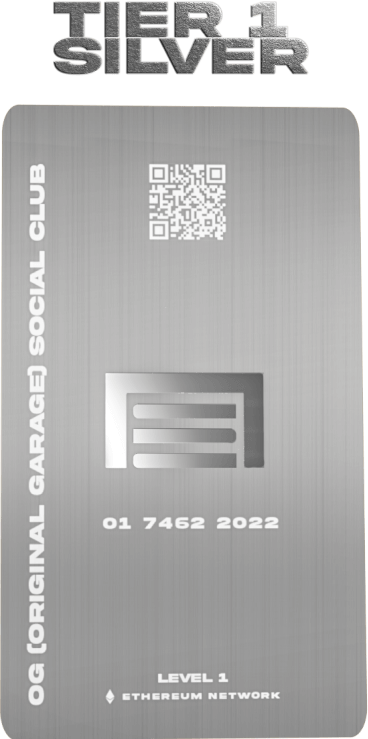 TIER 1
SILVER
OG (ORIGINAL GARAGE) SOCIAL CLUB
01 7462 2022
LEVEL 1
ETHEREUM NETWORK